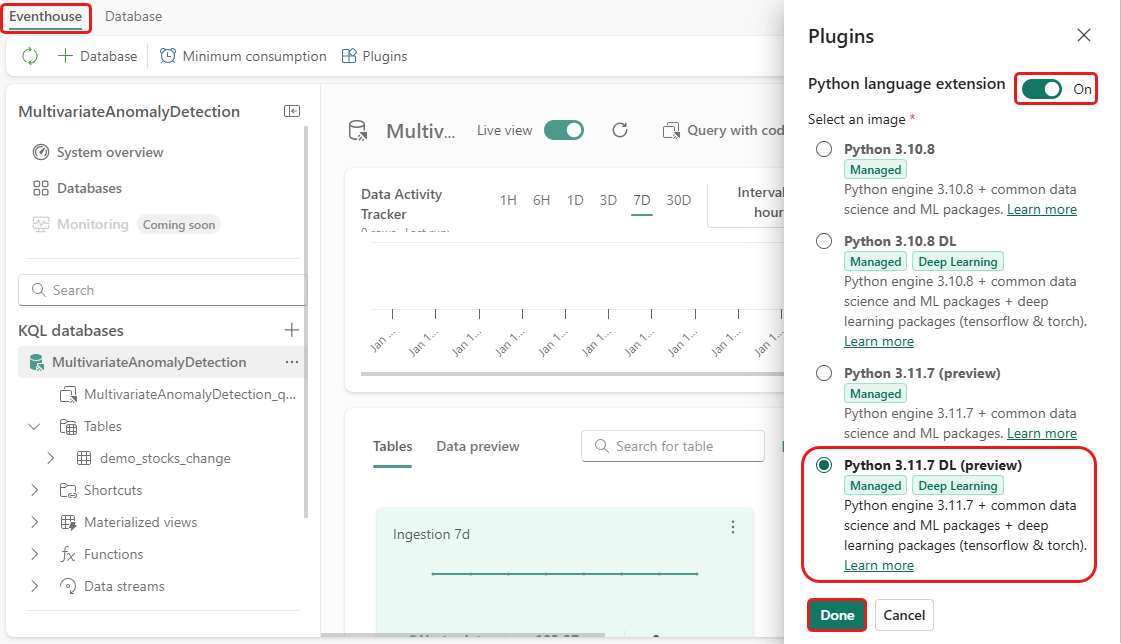 Eventhouse Database
Database Minimum consumption Plugins
MultivariateAnomalyDetection
System overview
Databases
Monitoring Coming soon
Search
KQL databases
MultivariateAnomalyDetection
MultivariateAnomalyDetection_q...
Tables
demo_stocks_change
Shortcuts
Materialized views
Functions
Data streams
Multiv... Live view Query with cod
Data Activity
Tracker
1H 6H 1D 3D 7D 30D
Interval
hour
Jan ... Jan 1... Jan 1... Jan 1... Jan 1... Jan 1... Jan 1... Jan 1... Jan 1... Jan 1...
Tables Data preview Search for table
Ingestion 7d
Plugins
Python language extension On
Select an image *
Python 3.10.8
Managed
Python engine 3.10.8 + common data
science and ML packages. Learn more
Python 3.10.8 DL
Managed Deep Learning
Python engine 3.10.8 + common data
science and ML packages + deep
learning packages (tensorflow & torch).
Learn more
Python 3.11.7 (preview)
Managed
Python engine 3.11.7 + common data
science and ML packages. Learn more
Python 3.11.7 DL (preview)
Managed Deep Learning
Python engine 3.11.7 + common data
science and ML packages + deep
learning packages (tensorflow & torch).
Learn more
Done Cancel